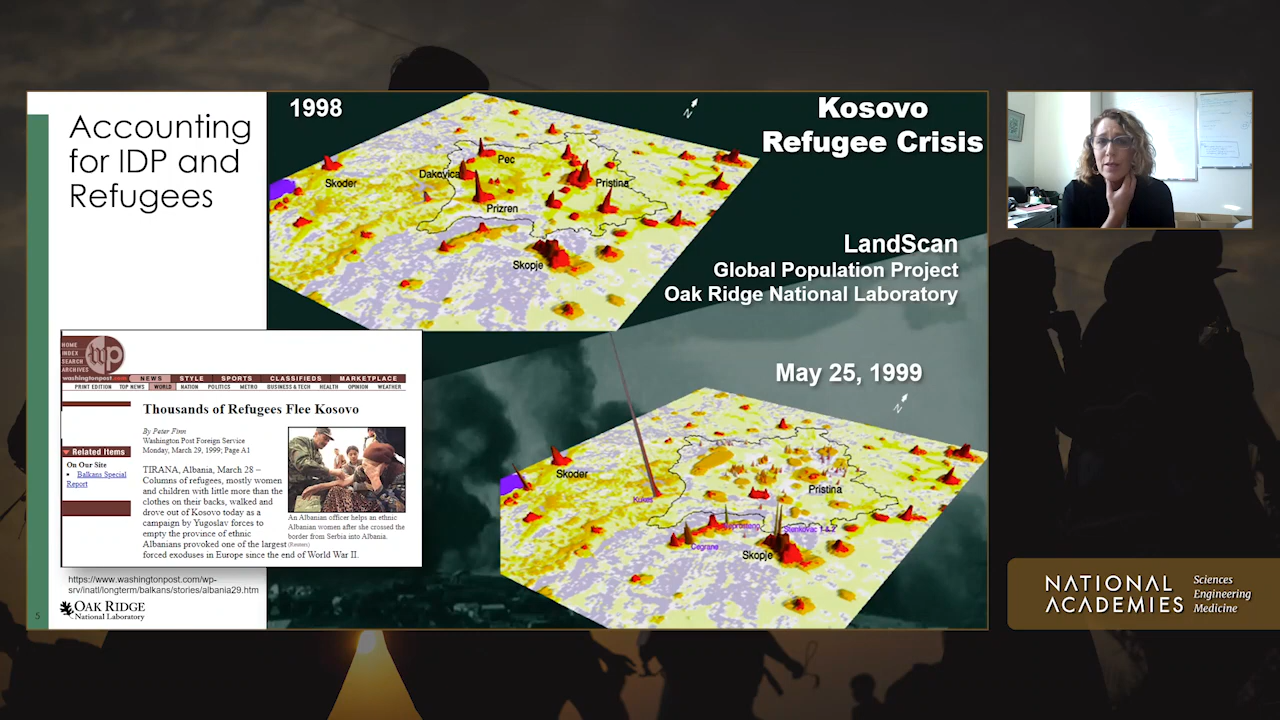 Accounting
for IDP and
Refugees
1998
Kosovo
Refugee Crisis
N
Pec
Dakovica
Skoder
Pristina
Prizren
Skopje
LandScan
Global Population Project
Oak Ridge National Laboratory
May 25, 1999
N
Skoder
Kukes
Pristina
Stenkovac 1 & 2
Cegrane
Skopje
HOME
INDEX
SEARCH
ARCHIVES
wp
washingtonpost.com
NEWS STYLE SPORTS CLASSIFIEDS MARKETPLACE
PRINT EDITION TOP NEWS WORLD NATION POLITICS METRO BUSINESS & TECH HEALTH OPINION WEATHER
Thousands of Refugees Flee Kosovo
By Peter Finn
Washington Post Foreign Service
Monday, March 29, 1999; Page A1
Related Items
On Our Site
• Balkans Special
Report
TIRANA, Albania, March 28 –
Columns of refugees, mostly women
and children with little more than the
clothes on their backs, walked and
drove out of Kosovo today as a
campaign by Yugoslav forces to
empty the province of ethnic
Albanians provoked one of the largest
forced exoduses in Europe since the end of World War II.
An Albanian officer helps an ethnic
Albanian women after she crossed the
border from Serbia into Albania.
(Reuters)
https://www.washingtonpost.com/wp-
srv/inatl/longterm/balkans/stories/albania29.htm
5
OAK RIDGE
National Laboratory
NATIONAL
ACADEMIES
Sciences
Engineering
Medicine